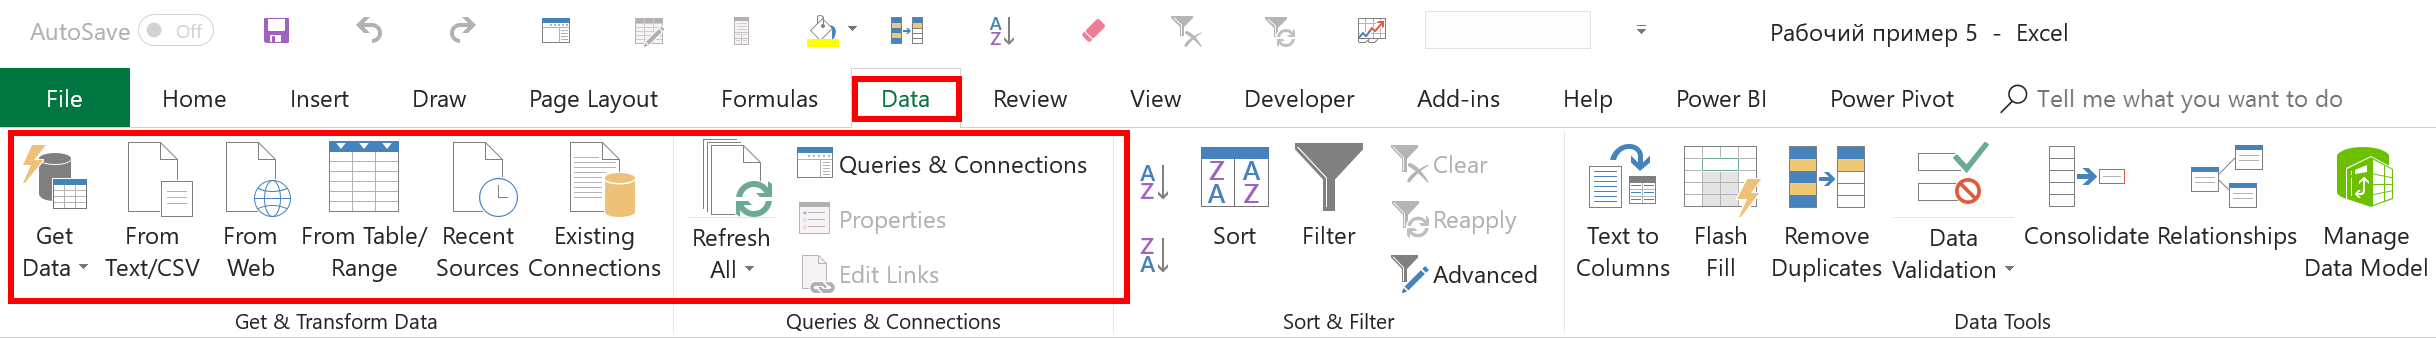 AutoSave Off Рабочий пример 5 - Excel
File Home Insert Draw Page Layout Formulas Data Review View Developer Add-ins Help Power BI Power Pivot Tell me what you want to do
Get Data
From Text/CSV
From Web
From Table/ Range
Recent Sources
Existing Connections
Get & Transform Data
Refresh All
Queries & Connections
Properties
Edit Links
Queries & Connections
Sort
Filter
Clear
Reapply
Advanced
Sort & Filter
Text to Columns
Flash Fill
Remove Duplicates
Data Validation
Consolidate
Relationships
Manage Data Model
Data Tools